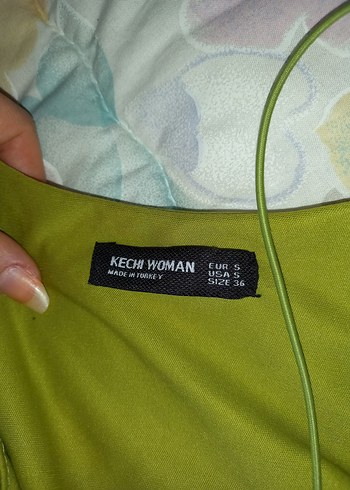 KECHI WOMAN
MADE IN TURKEY
EUR S
USA S
SIZE 36